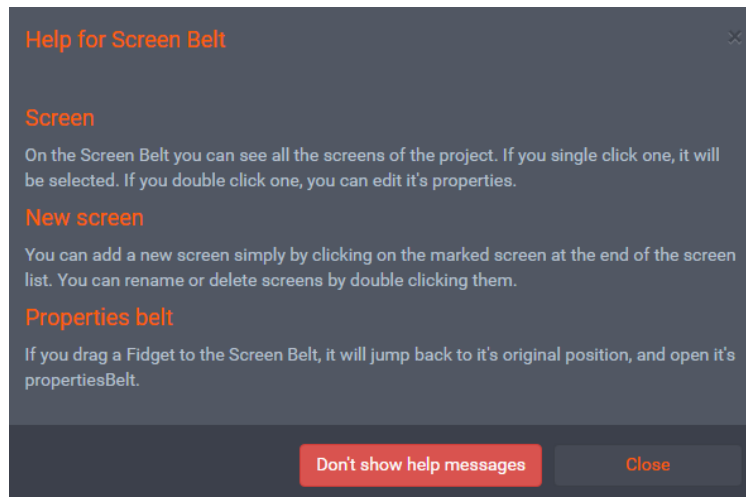 Help for Screen Belt
×
Screen
On the Screen Belt you can see all the screens of the project. If you single click one, it will
be selected. If you double click one, you can edit it's properties.
New screen
You can add a new screen simply by clicking on the marked screen at the end of the screen
list. You can rename or delete screens by double clicking them.
Properties belt
If you drag a Fidget to the Screen Belt, it will jump back to it's original position, and open it's
propertiesBelt.
Don't show help messages
Close